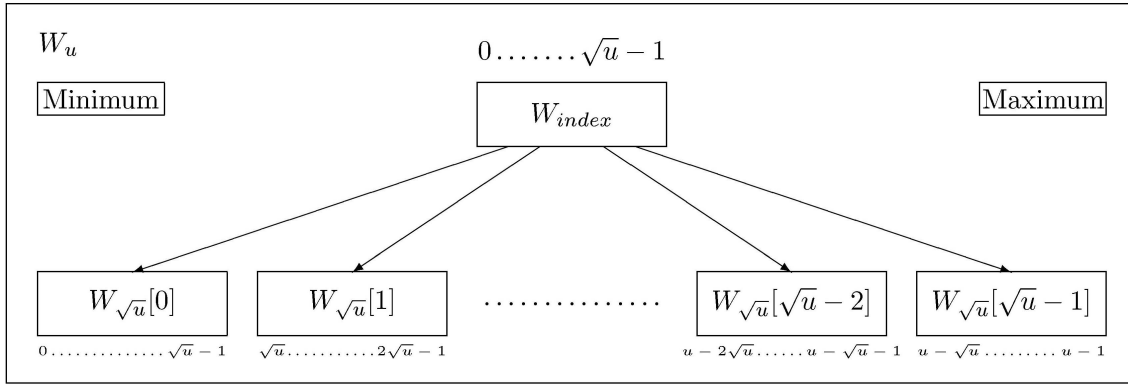 W_u
0.......√u − 1
Minimum
W_index
Maximum
W_√u[0]
W_√u[1]
................
W_√u[√u − 2]
W_√u[√u − 1]
0...............√u − 1
√u...........2√u − 1
u − 2√u......u − √u − 1
u − √u.........u − 1